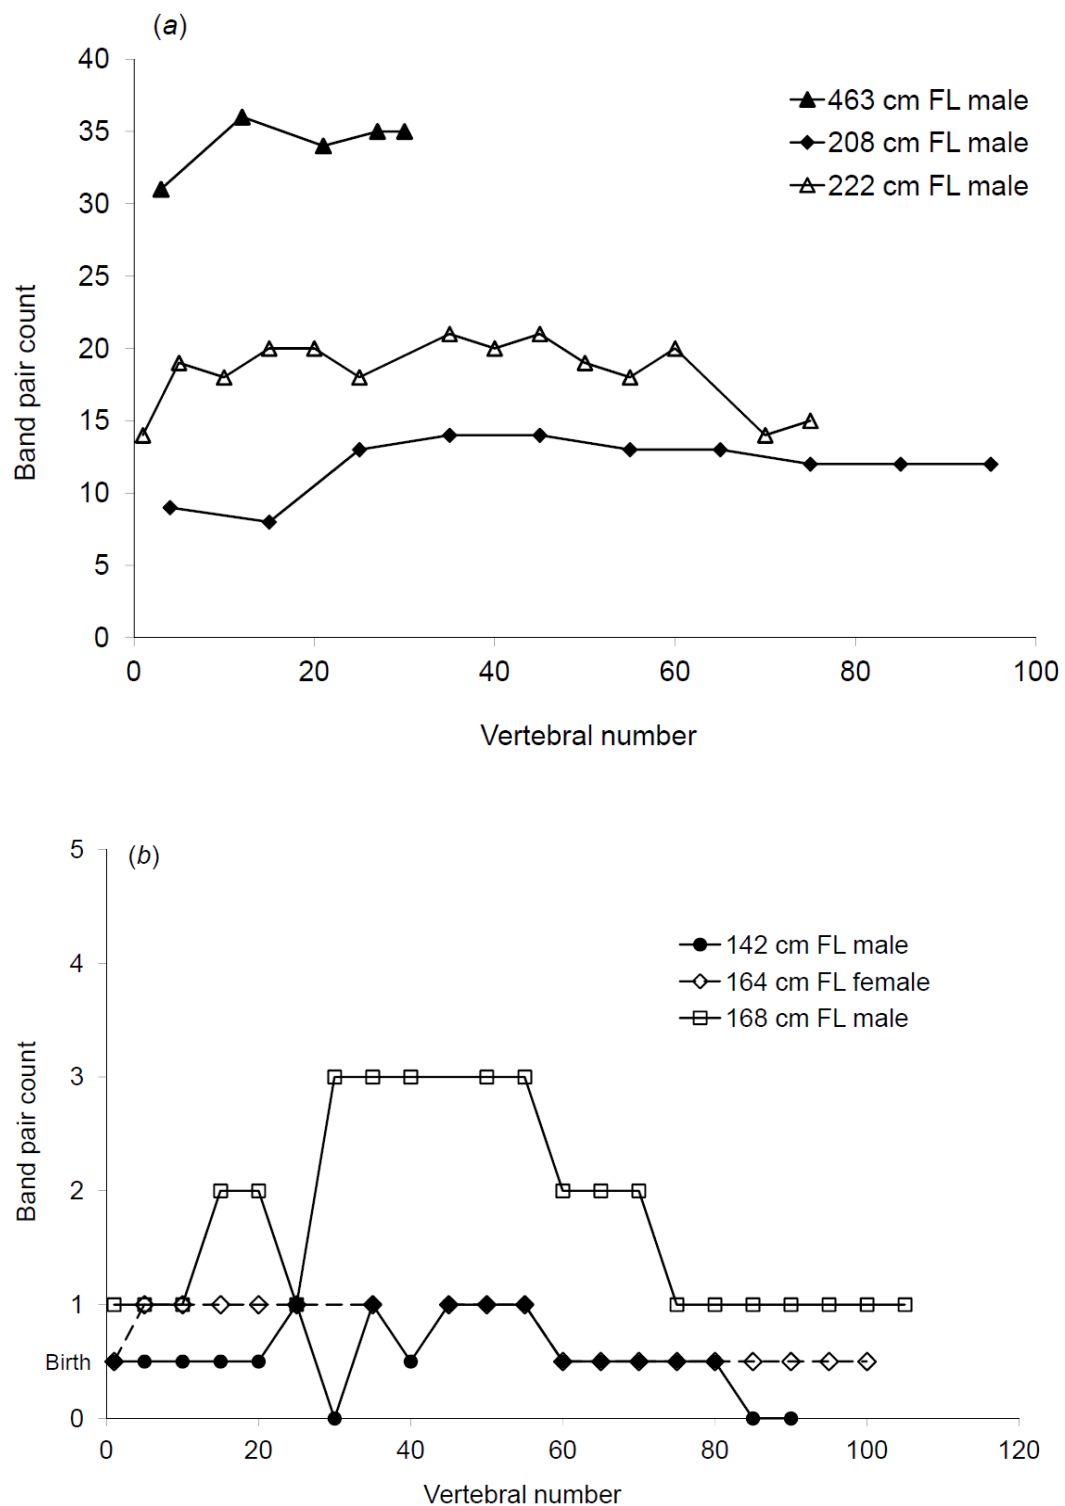 (a)
40
35
30
25
20
15
10
5
0
Band pair count
463 cm FL male
208 cm FL male
222 cm FL male
0 20 40 60 80 100
Vertebral number
(b)
5
4
3
2
1
Birth
0
Band pair count
142 cm FL male
164 cm FL female
168 cm FL male
0 20 40 60 80 100 120
Vertebral number